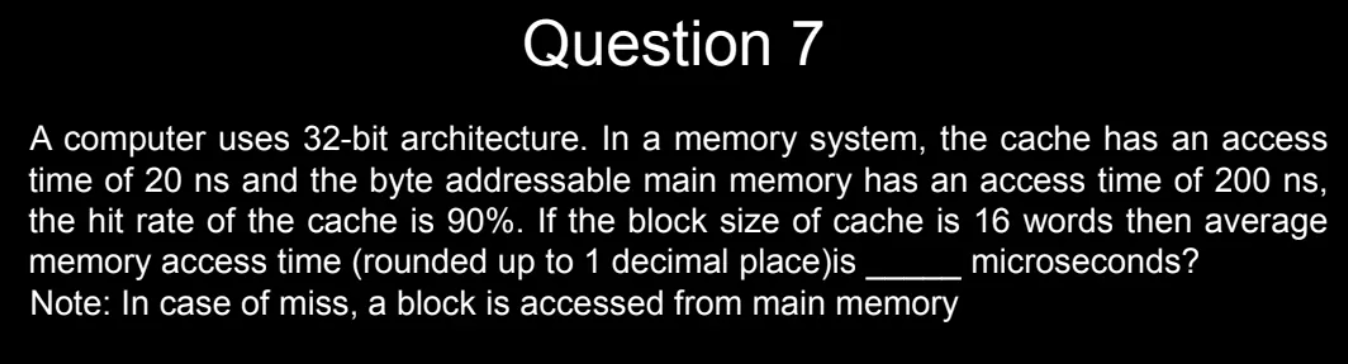 Question 7
A computer uses 32-bit architecture. In a memory system, the cache has an access
time of 20 ns and the byte addressable main memory has an access time of 200 ns,
the hit rate of the cache is 90%. If the block size of cache is 16 words then average
memory access time (rounded up to 1 decimal place)is _____ microseconds?
Note: In case of miss, a block is accessed from main memory